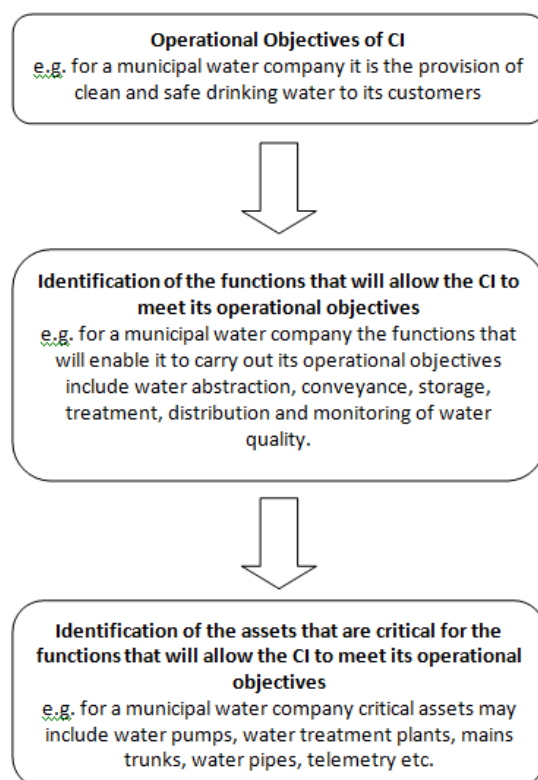 Operational Objectives of CI
e.g. for a municipal water company it is the provision of
clean and safe drinking water to its customers
Identification of the functions that will allow the CI to
meet its operational objectives
e.g. for a municipal water company the functions that
will enable it to carry out its operational objectives
include water abstraction, conveyance, storage,
treatment, distribution and monitoring of water
quality.
Identification of the assets that are critical for the
functions that will allow the CI to meet its operational
objectives
e.g. for a municipal water company critical assets may
include water pumps, water treatment plants, mains
trunks, water pipes, telemetry etc.